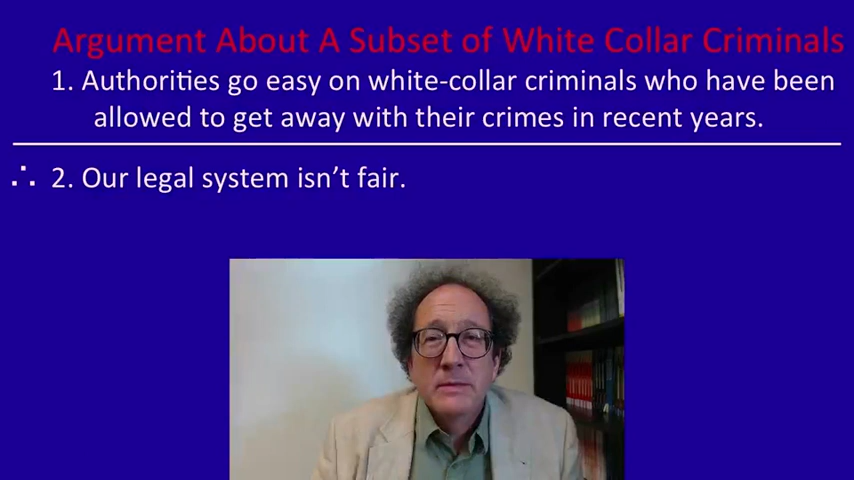 Argument About A Subset of White Collar Criminals
1. Authorities go easy on white-collar criminals who have been
allowed to get away with their crimes in recent years.
∴ 2. Our legal system isn’t fair.